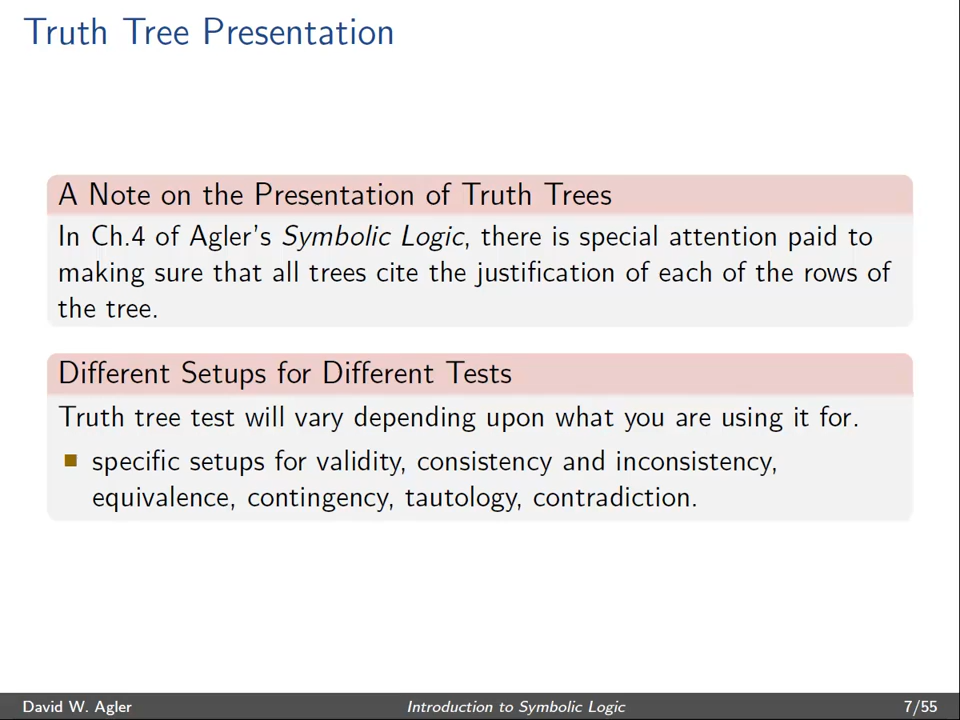 Truth Tree Presentation
A Note on the Presentation of Truth Trees
In Ch.4 of Agler's Symbolic Logic, there is special attention paid to
making sure that all trees cite the justification of each of the rows of
the tree.
Different Setups for Different Tests
Truth tree test will vary depending upon what you are using it for.
specific setups for validity, consistency and inconsistency,
equivalence, contingency, tautology, contradiction.
David W. Agler
Introduction to Symbolic Logic
7/55